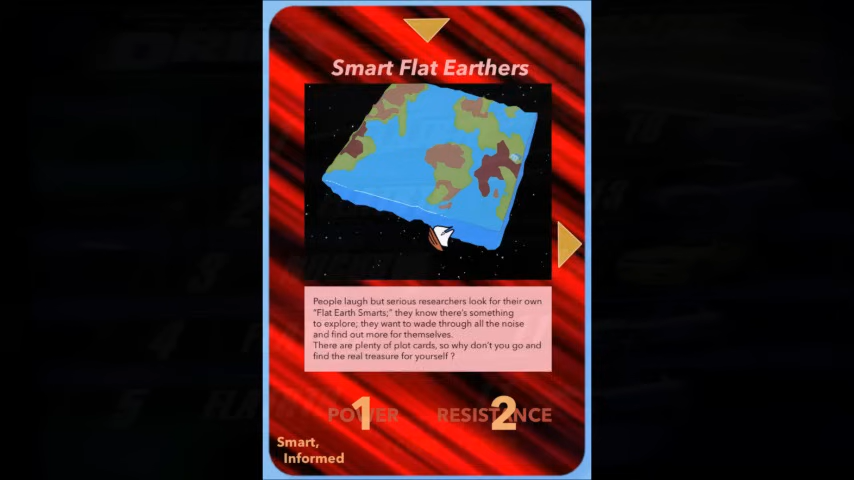 Smart Flat Earthers
People laugh but serious researchers look for their own
"Flat Earth Smarts;" they know there's something
to explore; they want to wade through all the noise
and find out more for themselves.
There are plenty of plot cards, so why don't you go and
find the real treasure for yourself ?
POWER 1
RESISTANCE 2
Smart,
Informed